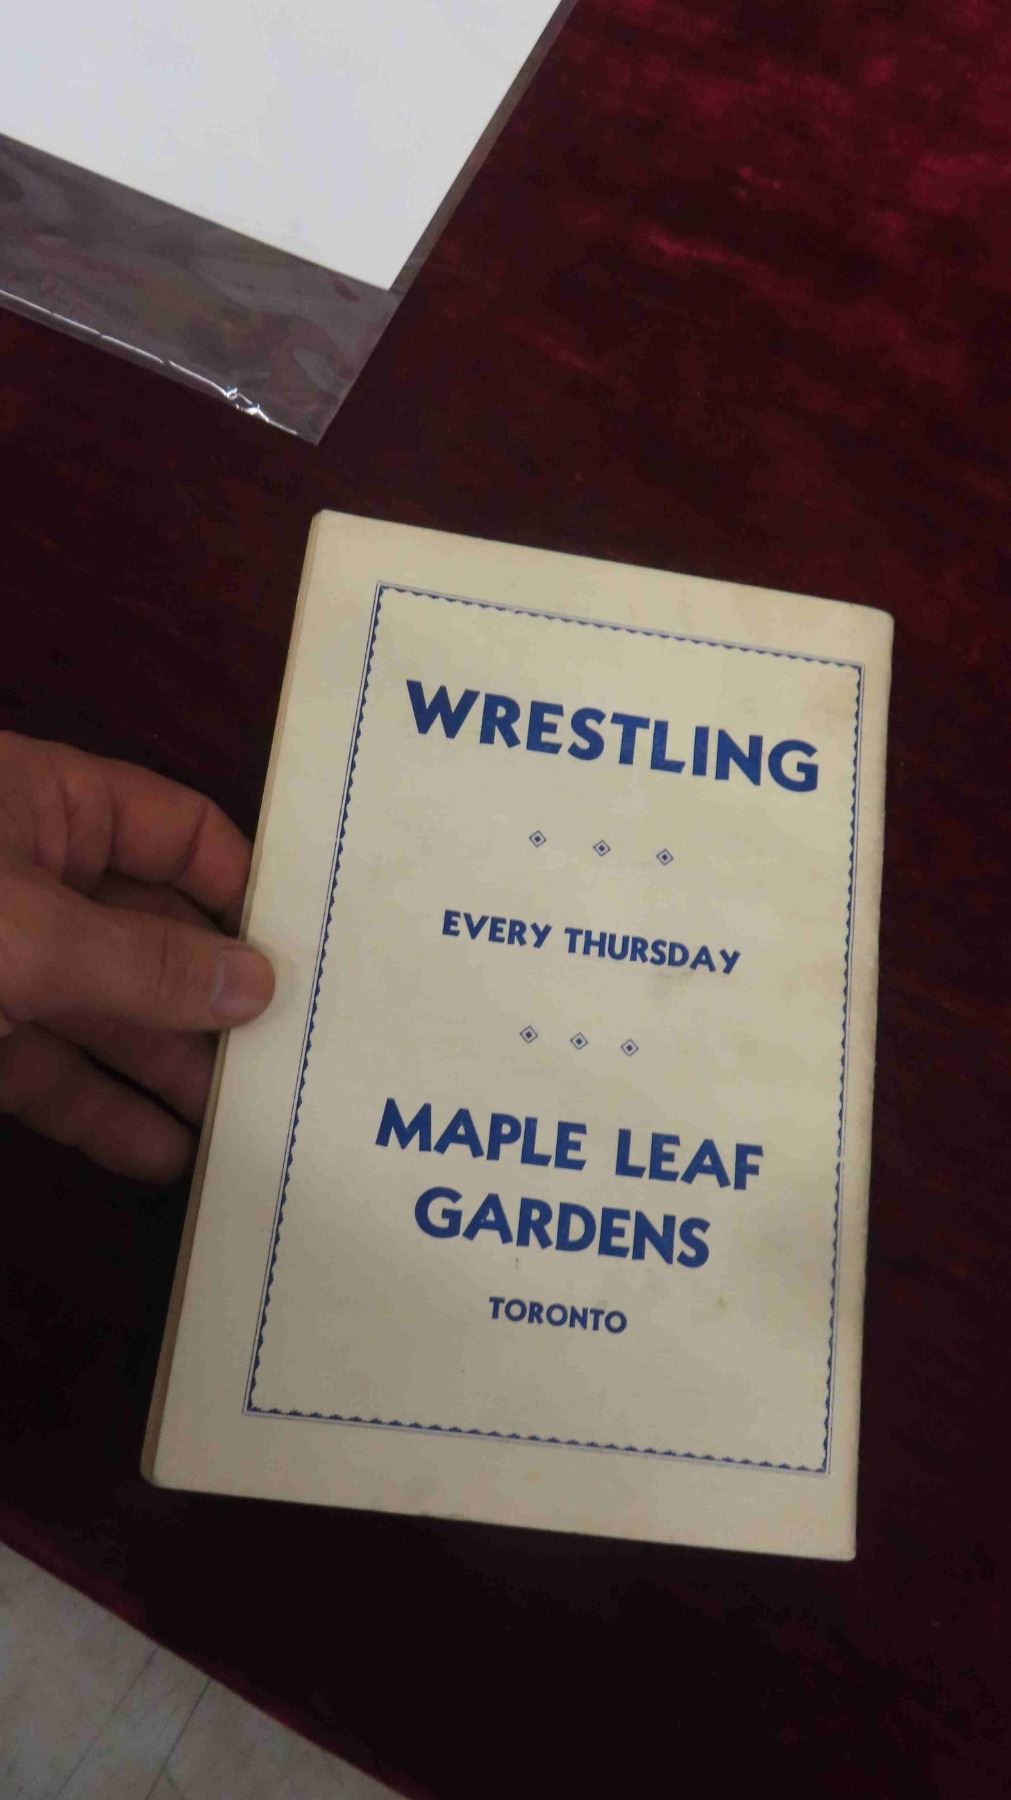 WRESTLING
EVERY THURSDAY
MAPLE LEAF
GARDENS
TORONTO